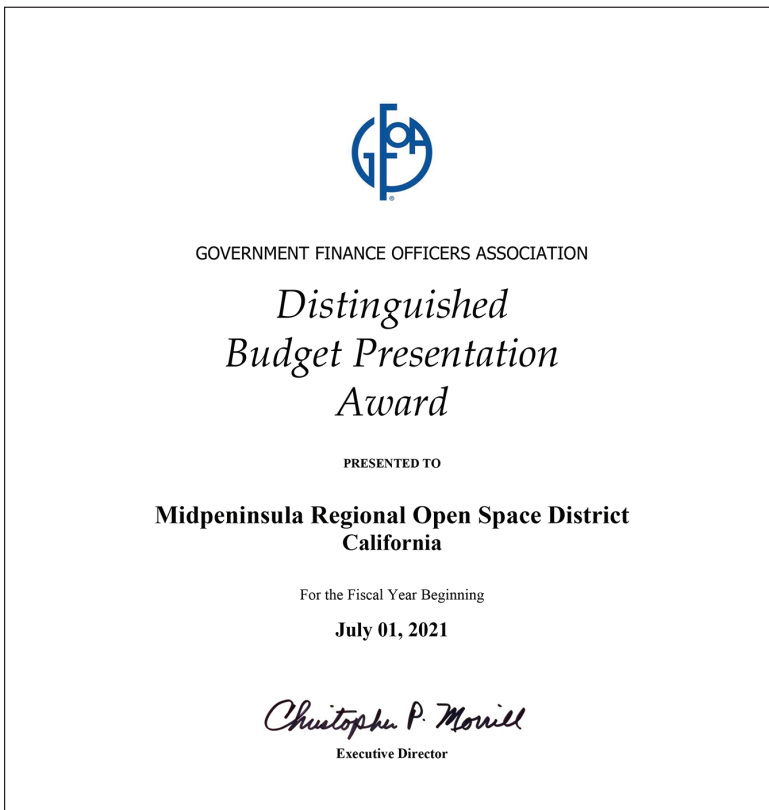 GFOA
®
GOVERNMENT FINANCE OFFICERS ASSOCIATION
Distinguished
Budget Presentation
Award
PRESENTED TO
Midpeninsula Regional Open Space District
California
For the Fiscal Year Beginning
July 01, 2021
Christopher P. Morrill
Executive Director